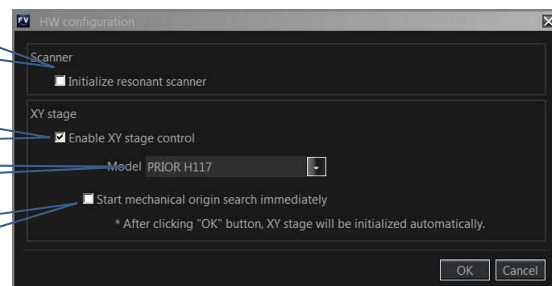 FV HW configuration
Scanner
Initialize resonant scanner
XY stage
Enable XY stage control
Model PRIOR H117
Start mechanical origin search immediately
* After clicking "OK" button, XY stage will be initialized automatically.
OK Cancel